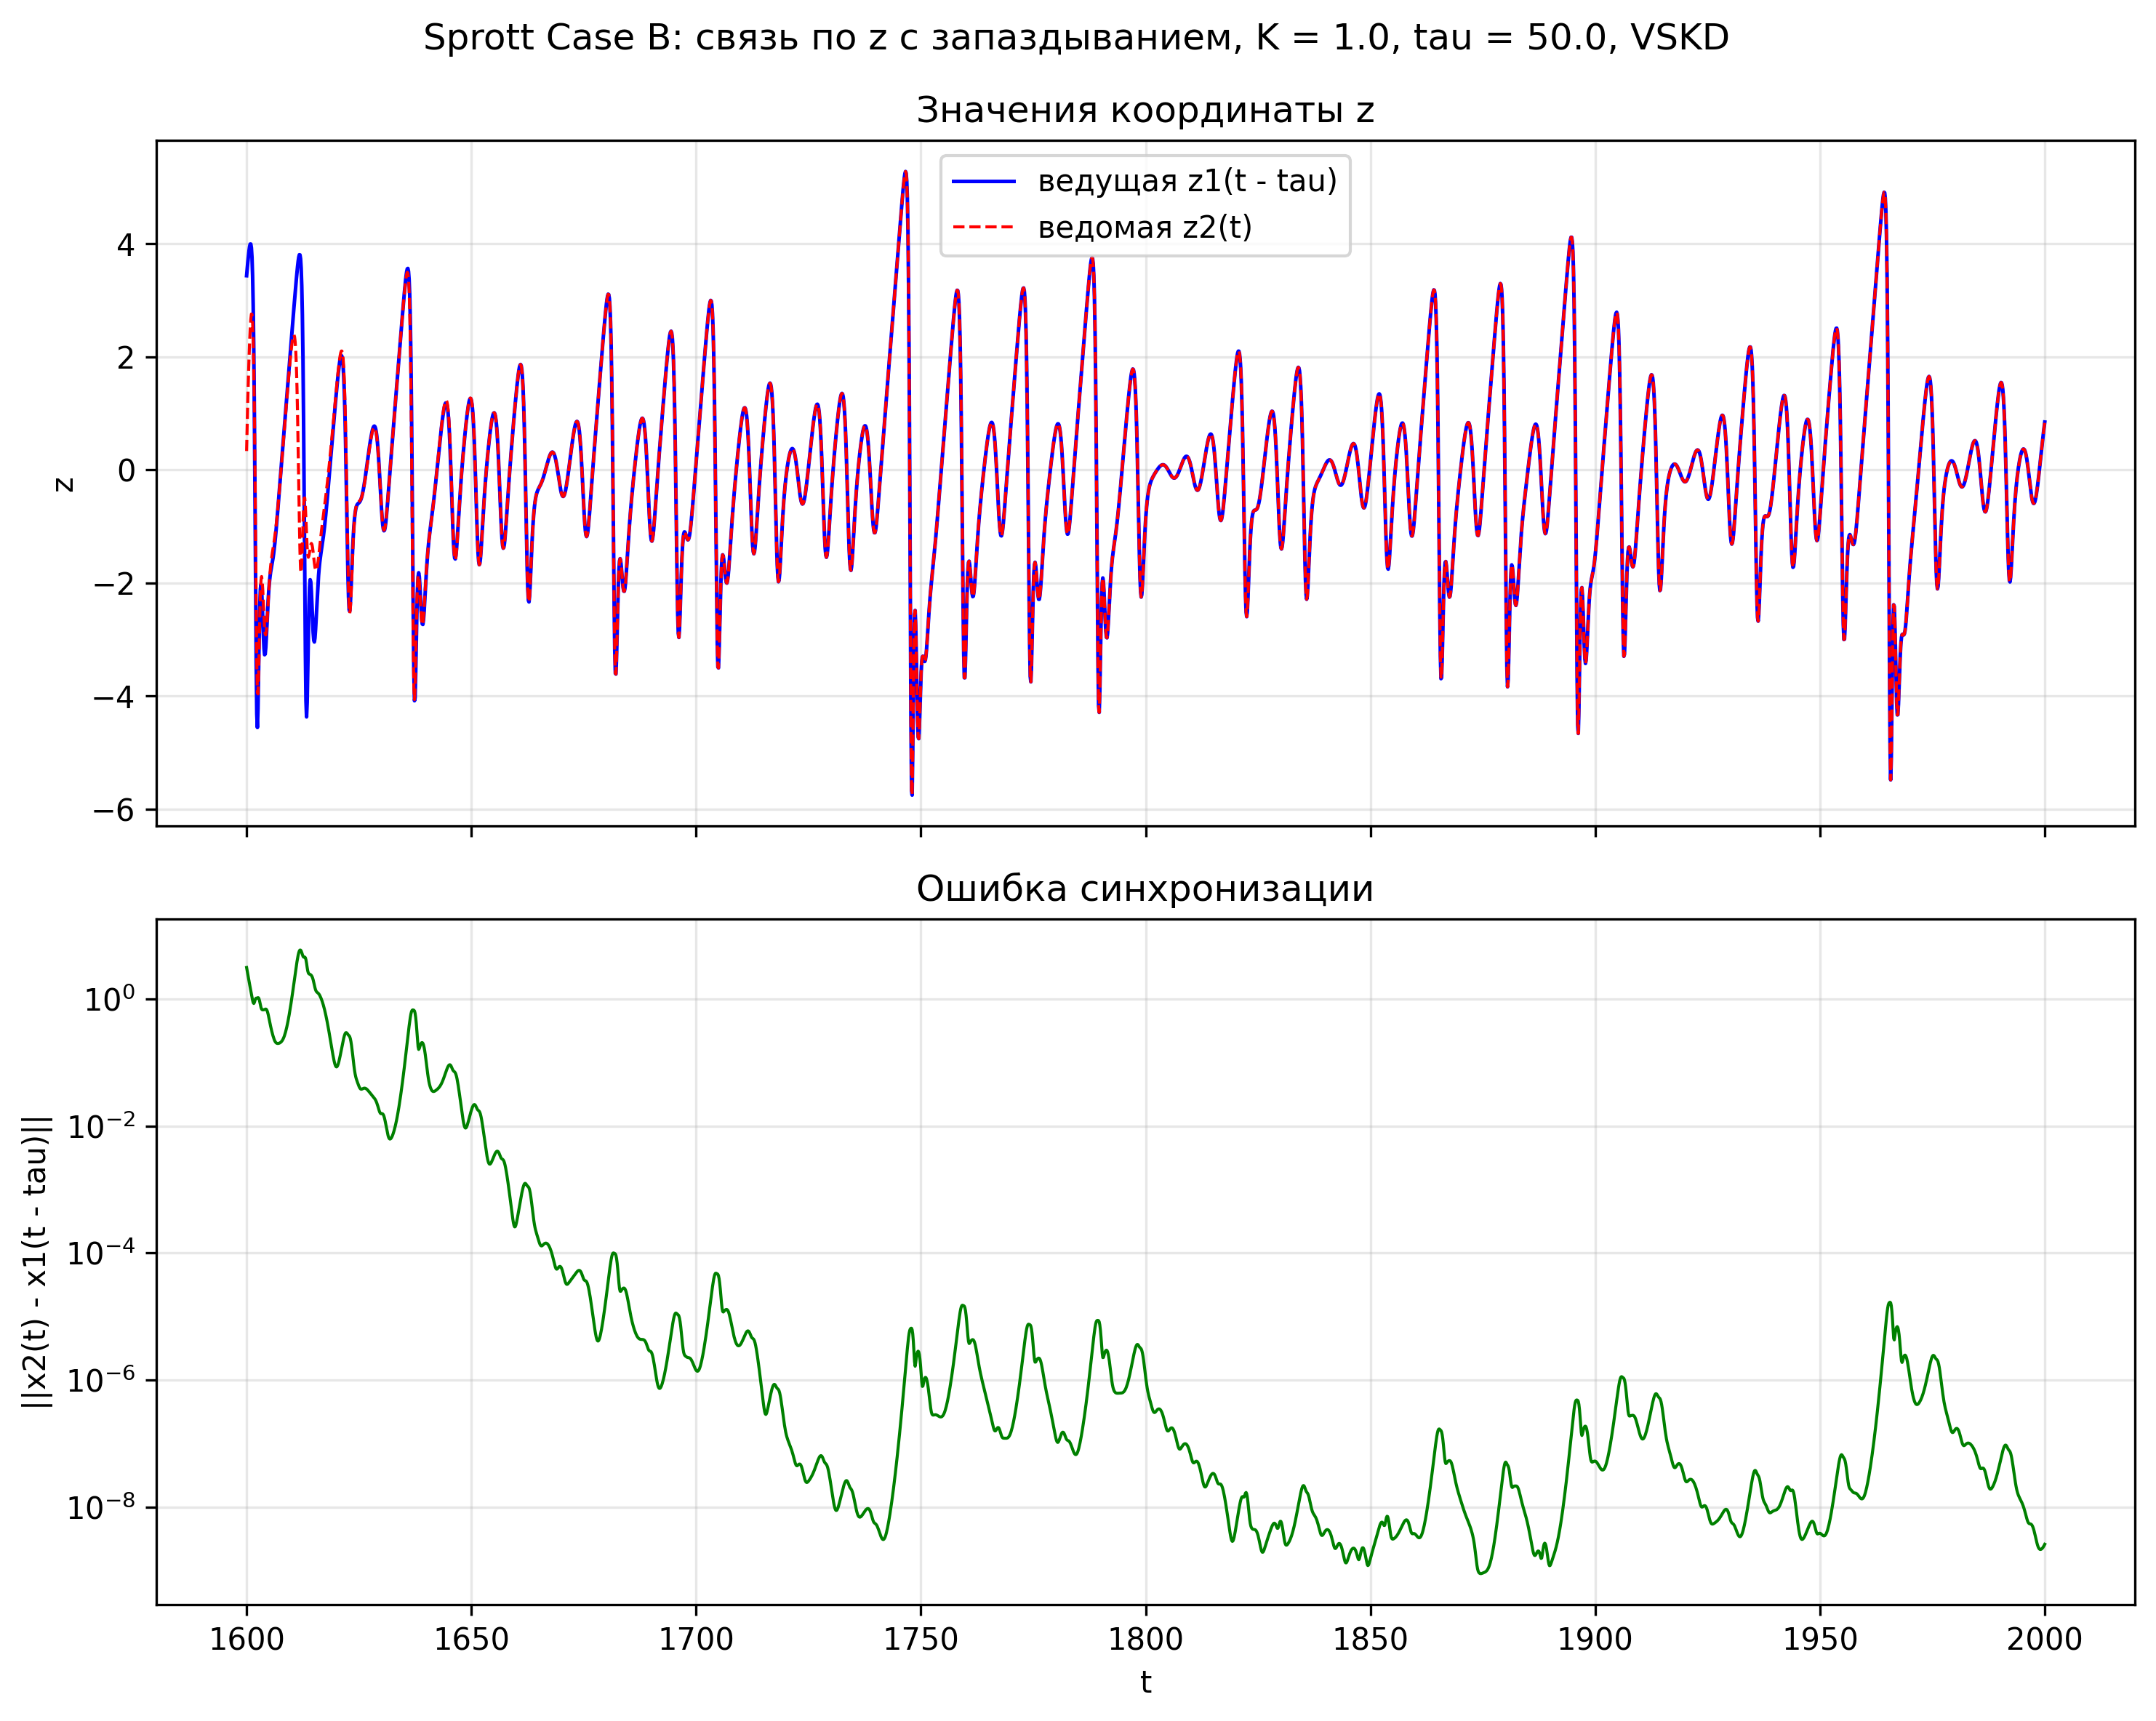 Sprott Case B: связь по z с запаздыванием, K = 1.0, tau = 50.0, VSKD
Значения координаты z
ведущая z1(t - tau)
ведомая z2(t)
z
4
2
0
−2
−4
−6
Ошибка синхронизации
||x2(t) - x1(t - tau)||
10⁰
10⁻²
10⁻⁴
10⁻⁶
10⁻⁸
1600 1650 1700 1750 1800 1850 1900 1950 2000
t